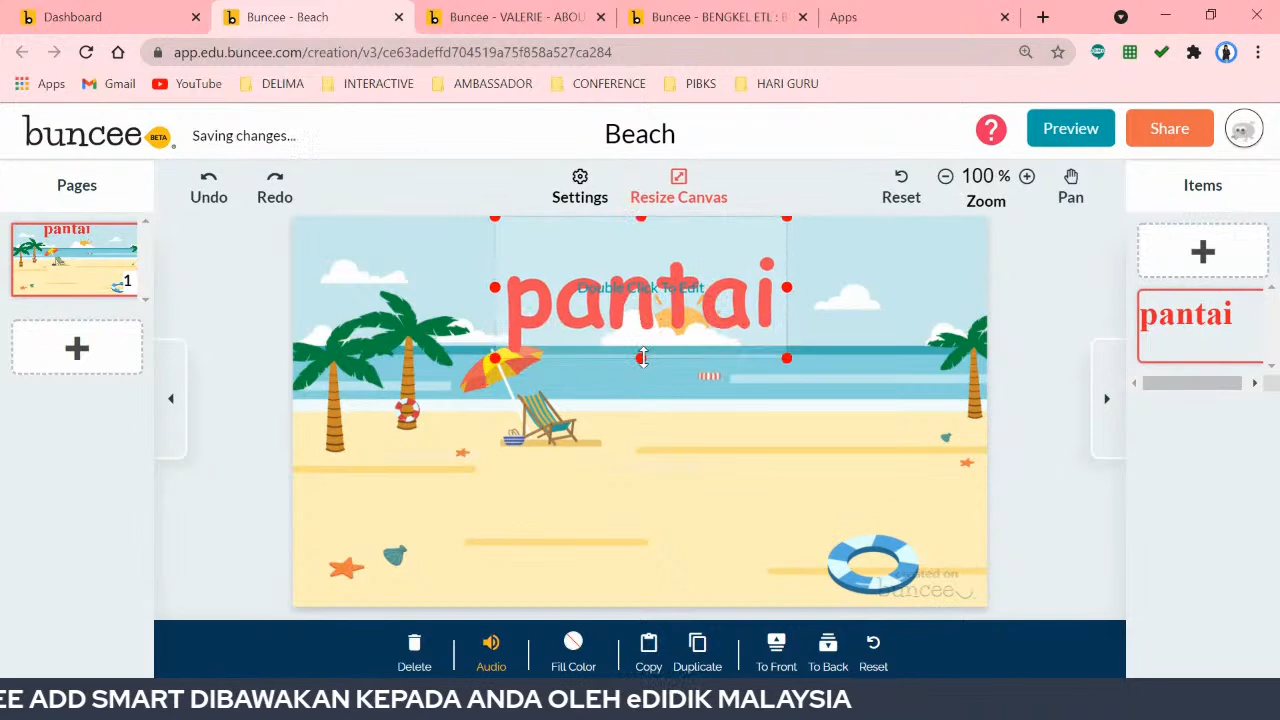 Dashboard
Buncee - Beach
Buncee - VALERIE - ABOU
Buncee - BENGKEL ETL : B
Apps
app.edu.buncee.com/creation/v3/ce63adeffd704519a75f858a527ca284
Apps
Gmail
YouTube
DELIMA
INTERACTIVE
AMBASSADOR
CONFERENCE
PIBKS
HARI GURU
buncee BETA
Saving changes...
Beach
?
Preview
Share
Pages
Undo
Redo
Settings
Resize Canvas
Reset
100 %
Zoom
Pan
Items
pantai
1
pantai
Double Click To Edit
pantai
created on
buncee
Delete
Audio
Fill Color
Copy
Duplicate
To Front
To Back
Reset
EE ADD SMART DIBAWAKAN KEPADA ANDA OLEH eDIDIK MALAYSIA